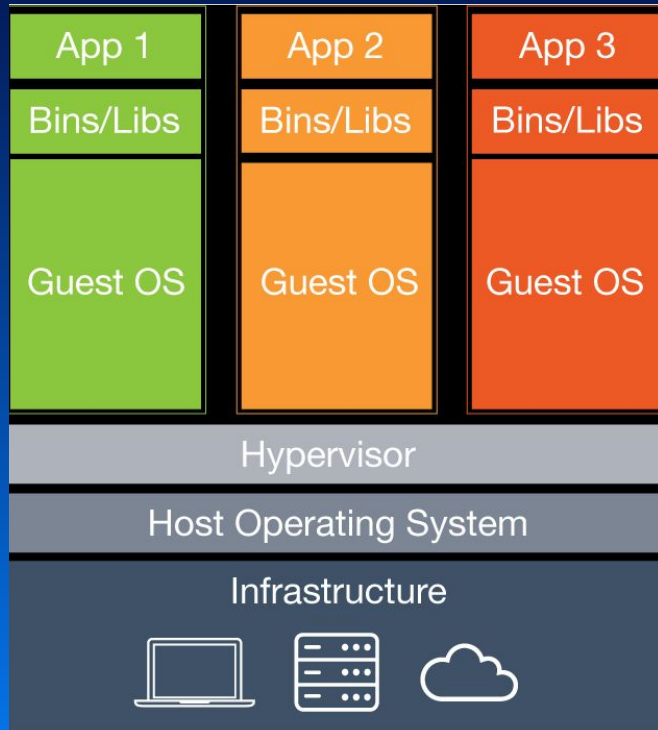 App 1
App 2
App 3
Bins/Libs
Bins/Libs
Bins/Libs
Guest OS
Guest OS
Guest OS
Hypervisor
Host Operating System
Infrastructure